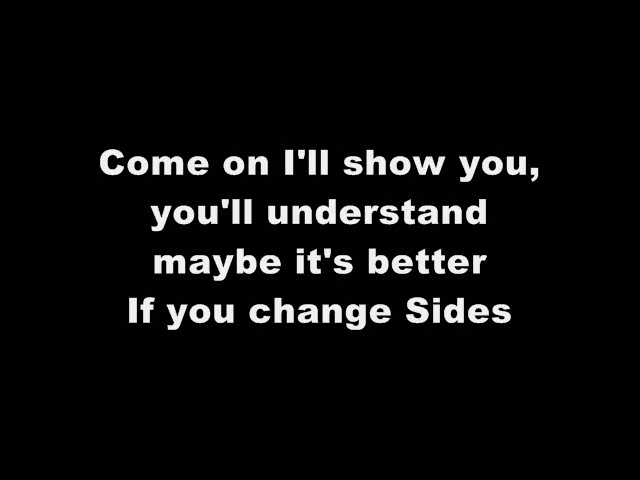 Come on I'll show you,
you'll understand
maybe it's better
If you change Sides